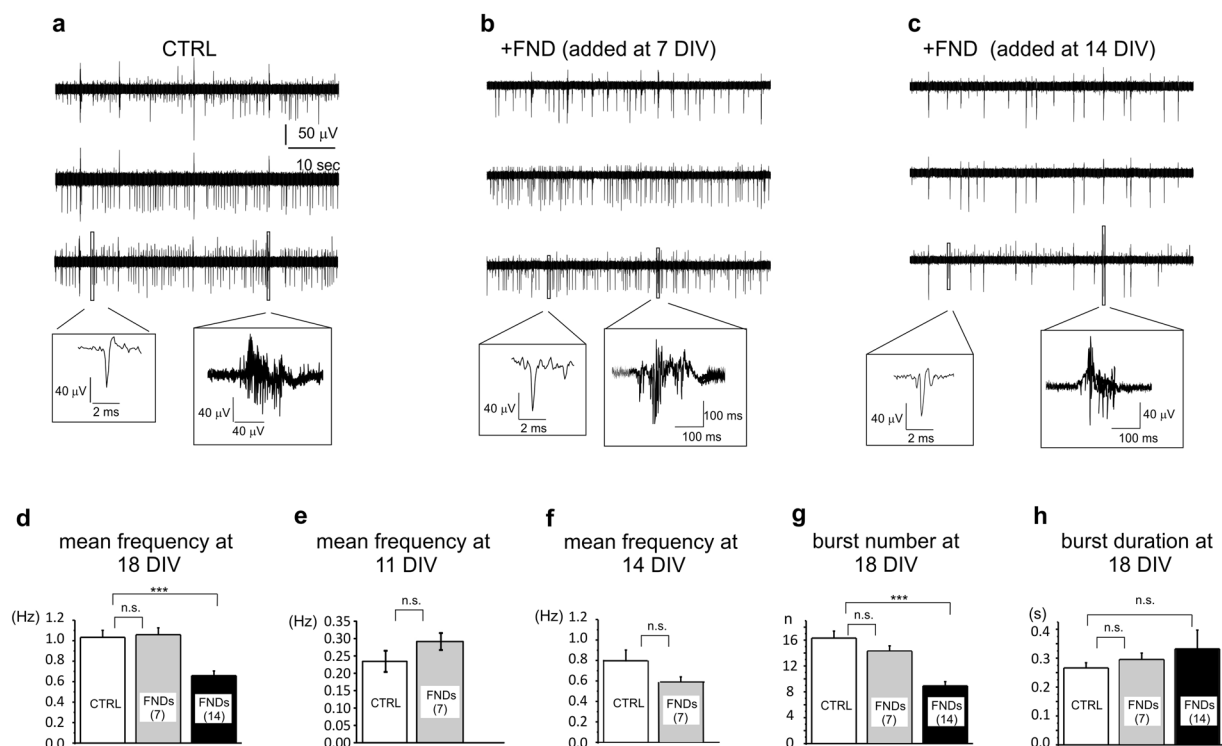 a
CTRL
50 μV
10 sec
40 μV
2 ms
40 μV
40 μV
b
+FND (added at 7 DIV)
40 μV
2 ms
100 ms
100 ms
c
+FND (added at 14 DIV)
40 μV
2 ms
40 μV
100 ms
d
mean frequency at
18 DIV
(Hz)
1.2
1.0
0.8
0.6
0.4
0.2
0.0
***
n.s.
CTRL
FNDs
(7)
FNDs
(14)
e
mean frequency at
11 DIV
(Hz)
0.35
0.30
0.25
0.20
0.15
0.10
0.05
0.00
n.s.
CTRL
FNDs
(7)
f
mean frequency at
14 DIV
(Hz)
1.2
1.0
0.8
0.6
0.4
0.2
0.0
n.s.
CTRL
FNDs
(7)
g
burst number at
18 DIV
n
16
12
8
4
0
***
n.s.
CTRL
FNDs
(7)
FNDs
(14)
h
burst duration at
18 DIV
(s)
0.4
0.3
0.2
0.1
0.0
n.s.
n.s.
CTRL
FNDs
(7)
FNDs
(14)